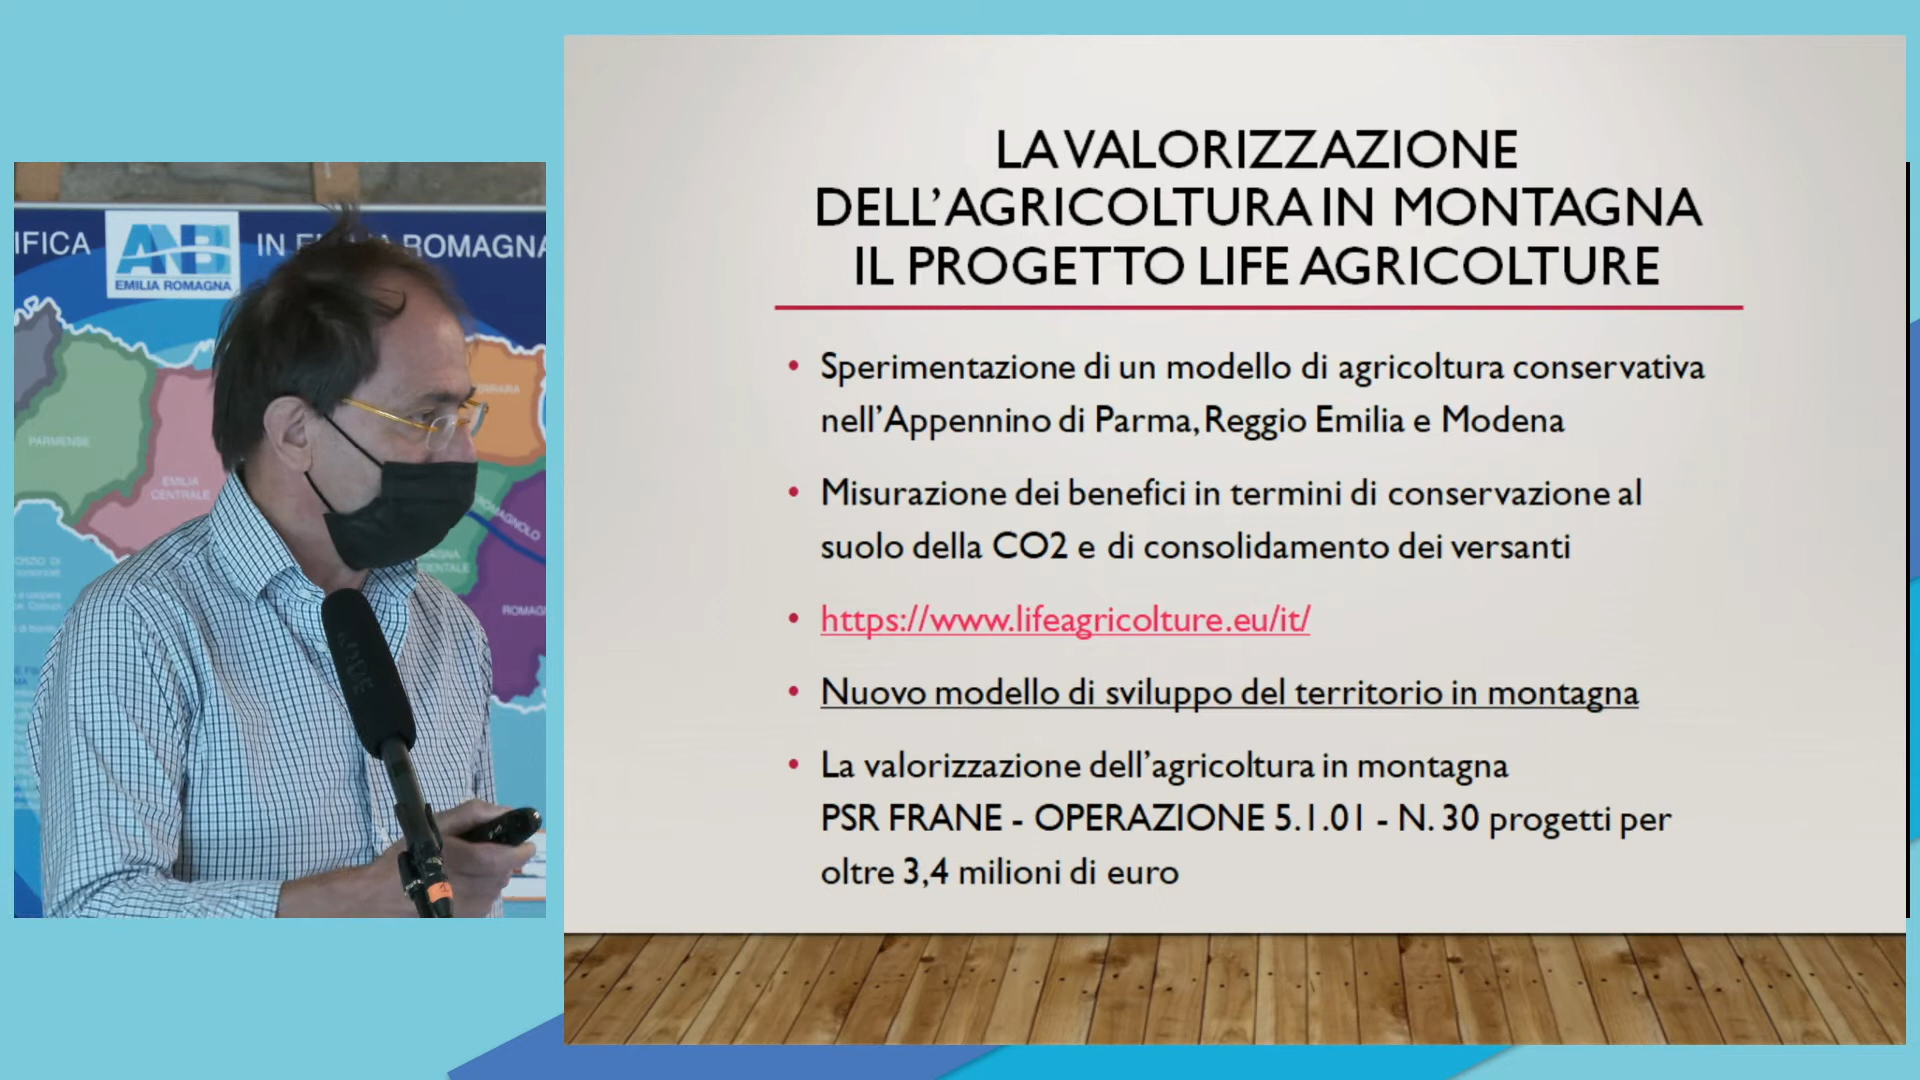 IFICA
ANBI
EMILIA ROMAGNA
IN
ROMAGNA
PARMENSE
EMILIA
CENTRALE
LA VALORIZZAZIONE
DELL'AGRICOLTURA IN MONTAGNA
IL PROGETTO LIFE AGRICOLTURE
• Sperimentazione di un modello di agricoltura conservativa
nell'Appennino di Parma, Reggio Emilia e Modena
• Misurazione dei benefici in termini di conservazione al
suolo della CO2 e di consolidamento dei versanti
• https://www.lifeagricolture.eu/it/
• Nuovo modello di sviluppo del territorio in montagna
• La valorizzazione dell'agricoltura in montagna
PSR FRANE - OPERAZIONE 5.1.01 - N. 30 progetti per
oltre 3,4 milioni di euro